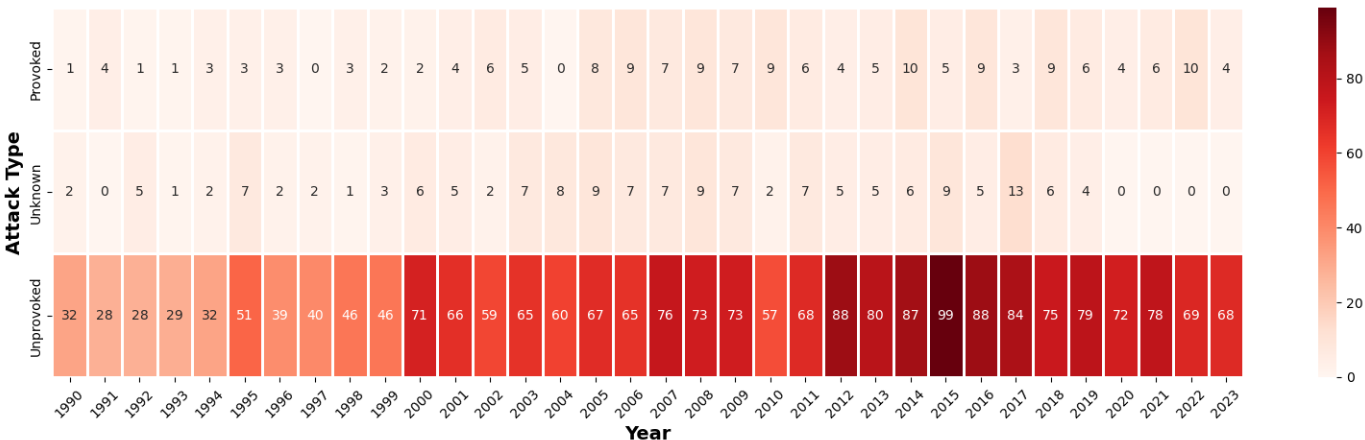 Attack Type
Provoked
1 4 1 1 3 3 3 0 3 2 2 4 6 5 0 8 9 7 9 7 9 6 4 5 10 5 9 3 9 6 4 6 10 4
Unknown
2 0 5 1 2 7 2 2 1 3 6 5 2 7 8 9 7 7 9 7 2 7 5 5 6 9 5 13 6 4 0 0 0 0
Unprovoked
32 28 28 29 32 51 39 40 46 46 71 66 59 65 60 67 65 76 73 73 57 68 88 80 87 99 88 84 75 79 72 78 69 68
1990 1991 1992 1993 1994 1995 1996 1997 1998 1999 2000 2001 2002 2003 2004 2005 2006 2007 2008 2009 2010 2011 2012 2013 2014 2015 2016 2017 2018 2019 2020 2021 2022 2023
Year
80
60
40
20
0